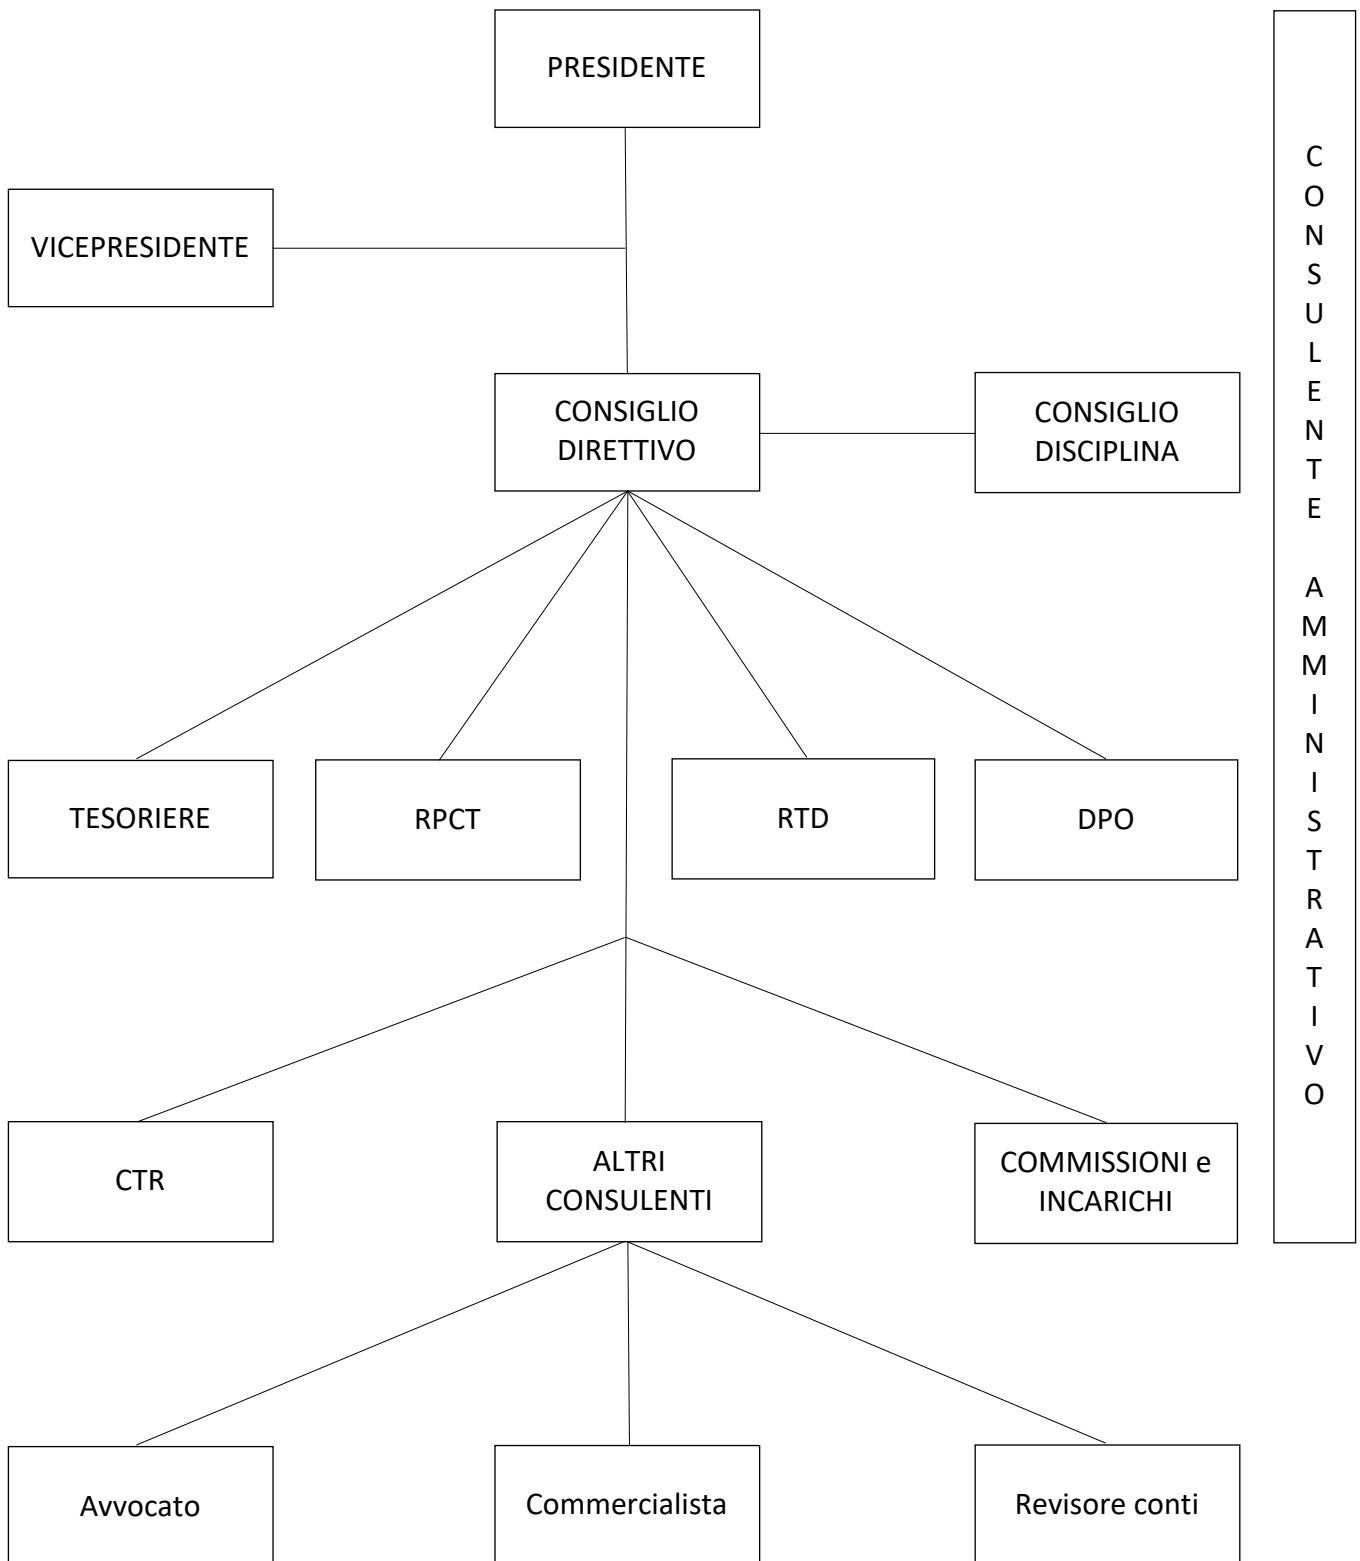 PRESIDENTE
VICEPRESIDENTE
CONSIGLIO
DIRETTIVO
CONSIGLIO
DISCIPLINA
TESORIERE
RPCT
RTD
DPO
CTR
ALTRI
CONSULENTI
COMMISSIONI e
INCARICHI
Avvocato
Commercialista
Revisore conti
C
O
N
S
U
L
E
N
T
E
A
M
M
I
N
I
S
T
R
A
T
I
V
O